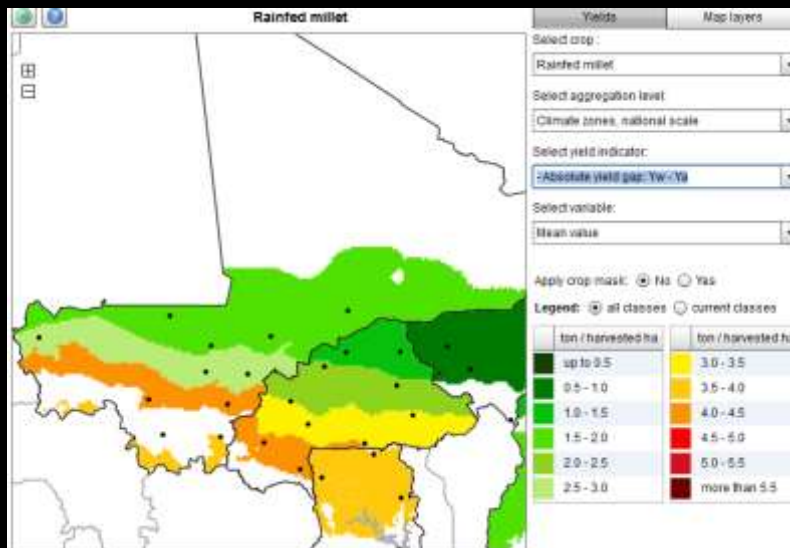 Rainfed millet
Yields
Map layers
Select crop :
Rainfed millet
Select aggregation level
Climate zones, national scale
Select yield indicator:
-Absolute yield gap: Yw - Ya
Select variable:
Mean value
Apply crop mask: No Yes
Legend: all classes current classes
ton / harvested ha
ton / harvested ha
up to 0.5
3.0 - 3.5
0.5 - 1.0
3.5 - 4.0
1.0 - 1.5
4.0 - 4.5
1.5 - 2.0
4.5 - 5.0
2.0 - 2.5
5.0 - 5.5
2.5 - 3.0
more than 5.5